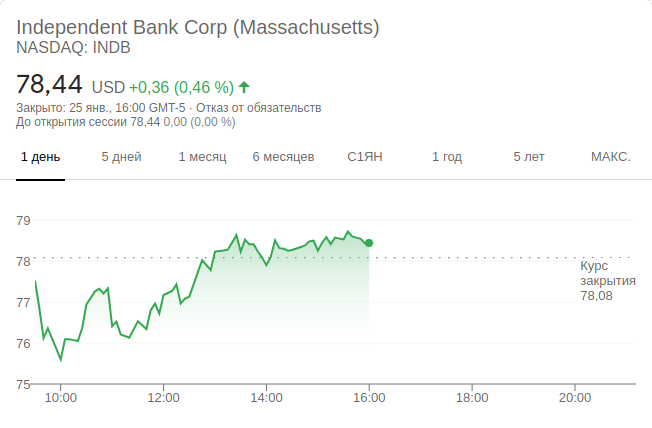 Independent Bank Corp (Massachusetts)
NASDAQ: INDB
78,44 USD +0,36 (0,46 %)
Закрыто: 25 янв., 16:00 GMT-5 · Отказ от обязательств
До открытия сессии 78,44 0,00 (0,00 %)
1 день 5 дней 1 месяц 6 месяцев С1ЯН 1 год 5 лет МАКС.
79
78
77
76
75
Курс
закрытия
78,08
10:00 12:00 14:00 16:00 18:00 20:00